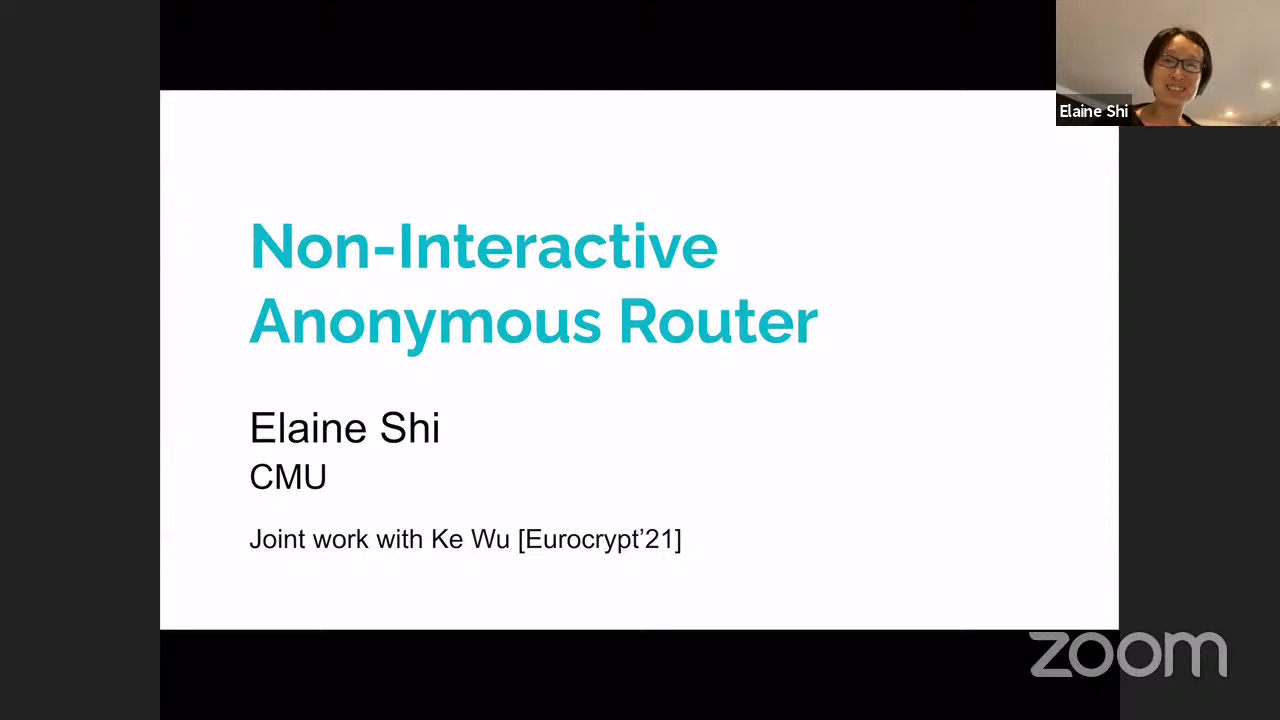 Elaine Shi
Non-Interactive
Anonymous Router
Elaine Shi
CMU
Joint work with Ke Wu [Eurocrypt’21]
zoom